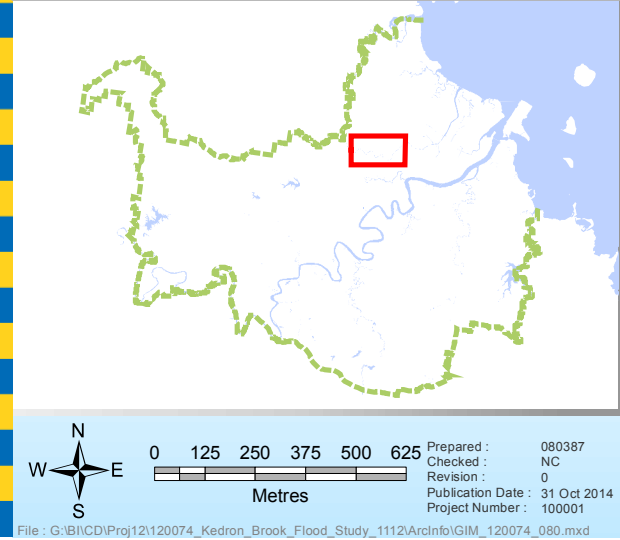 N
W E
S
0 125 250 375 500 625
Metres
Prepared : 080387
Checked : NC
Revision : 0
Publication Date : 31 Oct 2014
Project Number : 100001
File : G:\BI\CD\Proj12\120074_Kedron_Brook_Flood_Study_1112\ArcInfo\GIM_120074_080.mxd